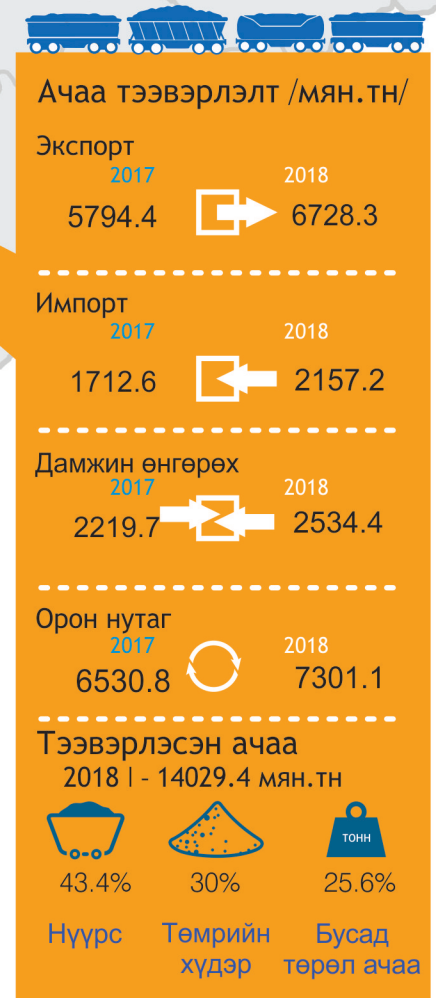 Ачаа тээвэрлэлт /мян.тн/
Экспорт
2017 2018
5794.4 6728.3
Импорт
2017 2018
1712.6 2157.2
Дамжин өнгөрөх
2017 2018
2219.7 2534.4
Орон нутаг
2017 2018
6530.8 7301.1
Тээвэрлэсэн ачаа
2018 I - 14029.4 мян.тн
ТОНН
43.4% 30% 25.6%
Нүүрс Төмрийн Бусад
хүдэр төрөл ачаа